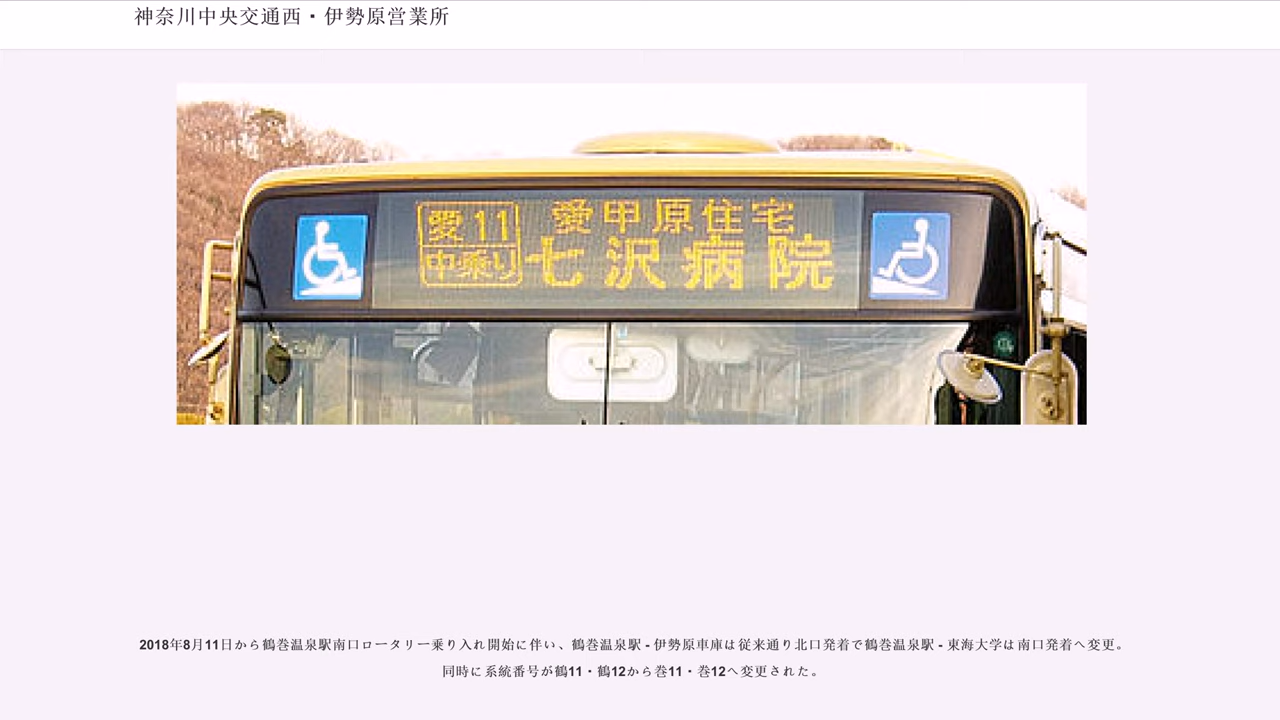 神奈川中央交通西・伊勢原営業所
愛11 愛甲原住宅
中乗り 七沢病院
2018年8月11日から鶴巻温泉駅南口ロータリー乗り入れ開始に伴い、鶴巻温泉駅 - 伊勢原車庫は従来通り北口発着で鶴巻温泉駅 - 東海大学は南口発着へ変更。
同時に系統番号が鶴11・鶴12から巻11・巻12へ変更された。